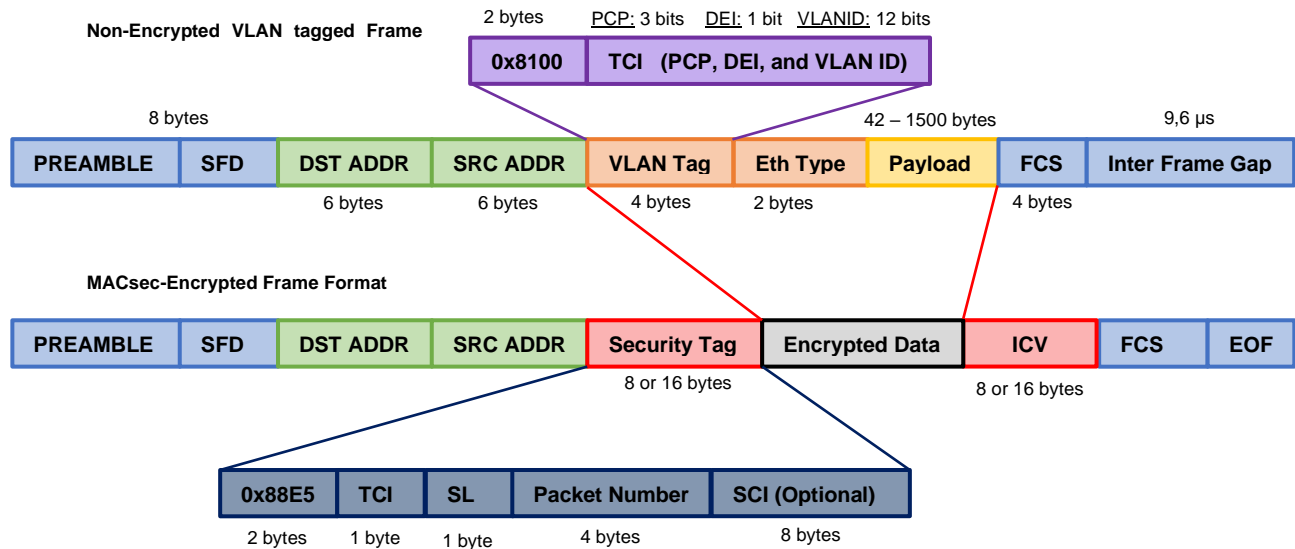 Non-Encrypted VLAN tagged Frame
2 bytes PCP: 3 bits DEI: 1 bit VLANID: 12 bits
0x8100 TCI (PCP, DEI, and VLAN ID)
8 bytes 42 – 1500 bytes 9,6 µs
PREAMBLE SFD DST ADDR SRC ADDR VLAN Tag Eth Type Payload FCS Inter Frame Gap
6 bytes 6 bytes 4 bytes 2 bytes 4 bytes
MACsec-Encrypted Frame Format
PREAMBLE SFD DST ADDR SRC ADDR Security Tag Encrypted Data ICV FCS EOF
8 or 16 bytes 8 or 16 bytes
0x88E5 TCI SL Packet Number SCI (Optional)
2 bytes 1 byte 1 byte 4 bytes 8 bytes